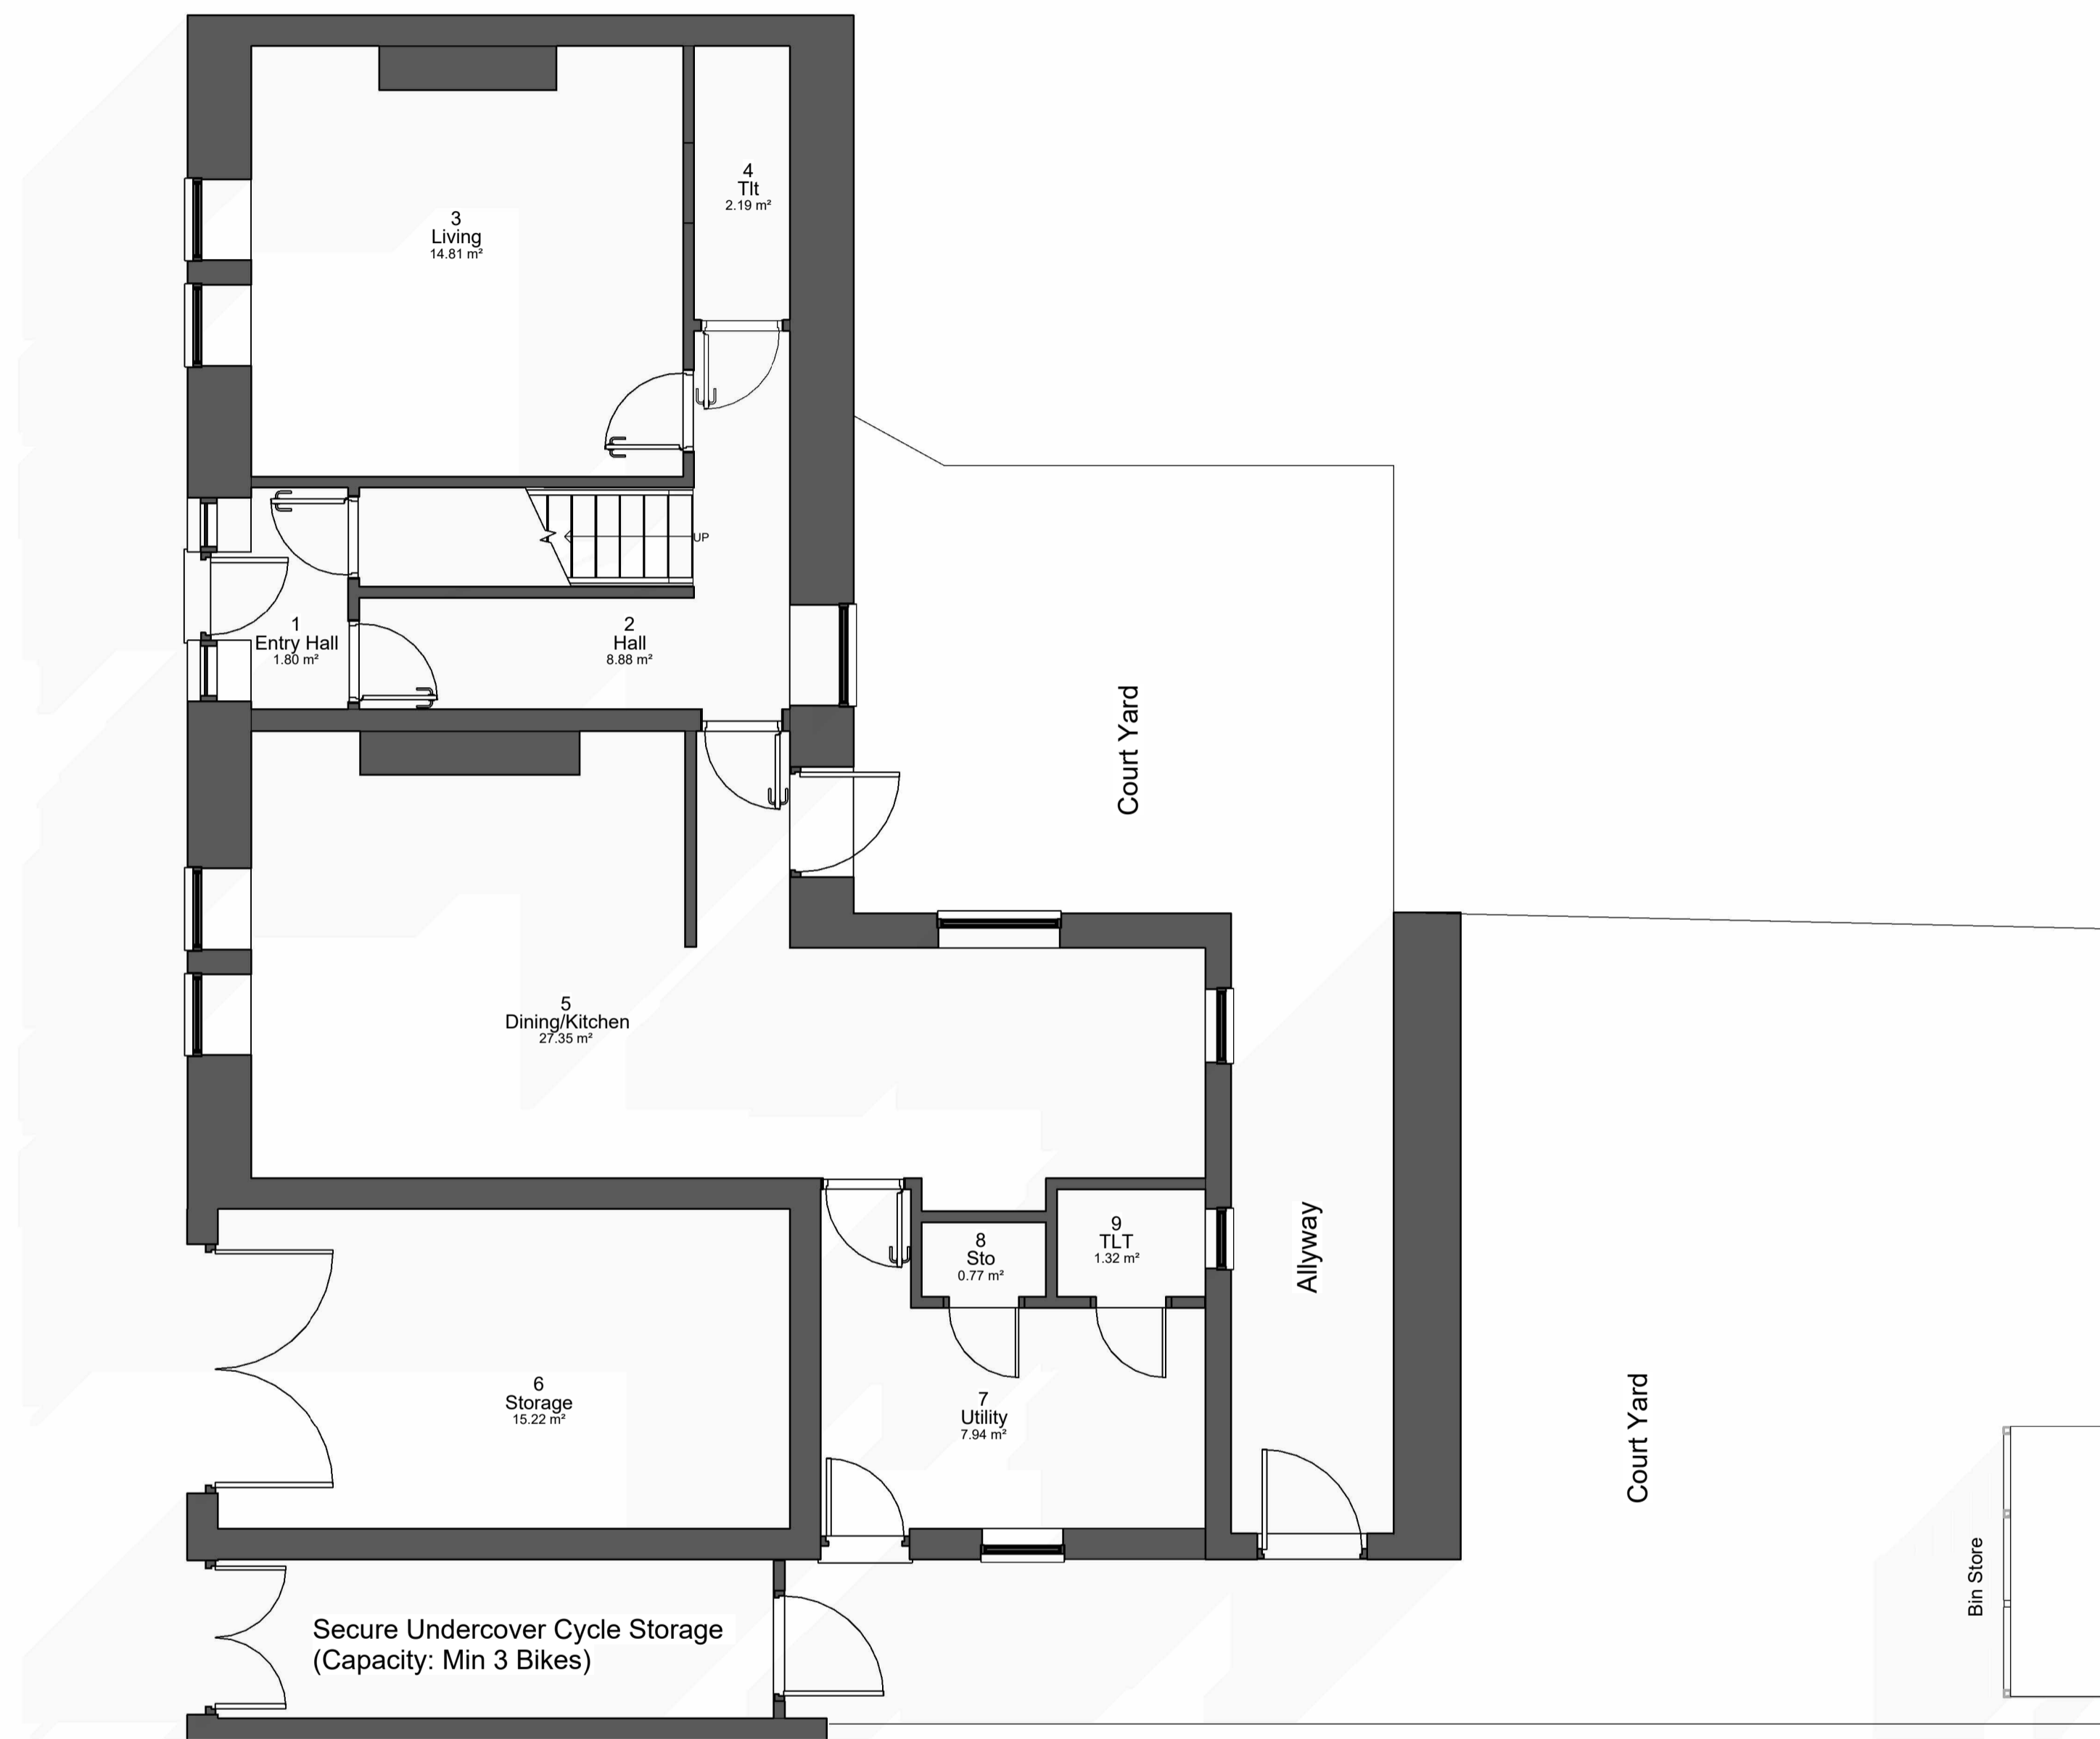 4
Tlt
2.19 m²
3
Living
14.81 m²
UP
1
Entry Hall
1.80 m²
2
Hall
8.88 m²
Court Yard
5
Dining/Kitchen
27.35 m²
8
Sto
0.77 m²
9
TLT
1.32 m²
Allyway
6
Storage
15.22 m²
7
Utility
7.94 m²
Court Yard
Bin Store
Secure Undercover Cycle Storage
(Capacity: Min 3 Bikes)